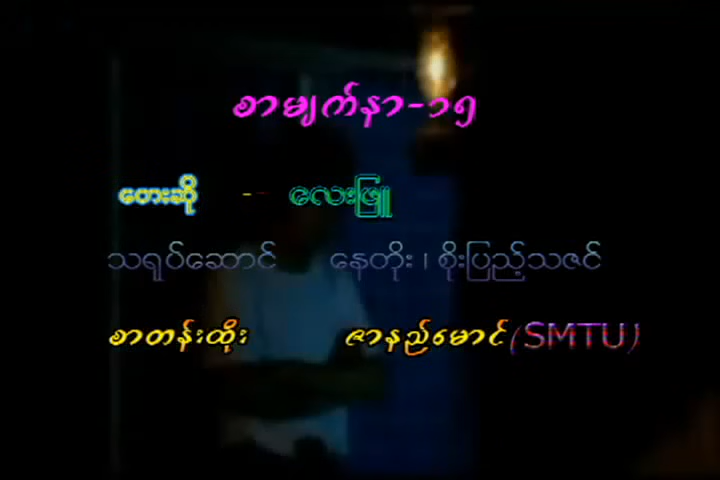 စာမျက်နှာ-၁၅
တေးဆို -- လေးဖြူ
သရုပ်ဆောင် နေတိုး ၊ စိုးပြည့်သဇင်
စာတန်းထိုး ဇာနည်မောင် (SMTU)